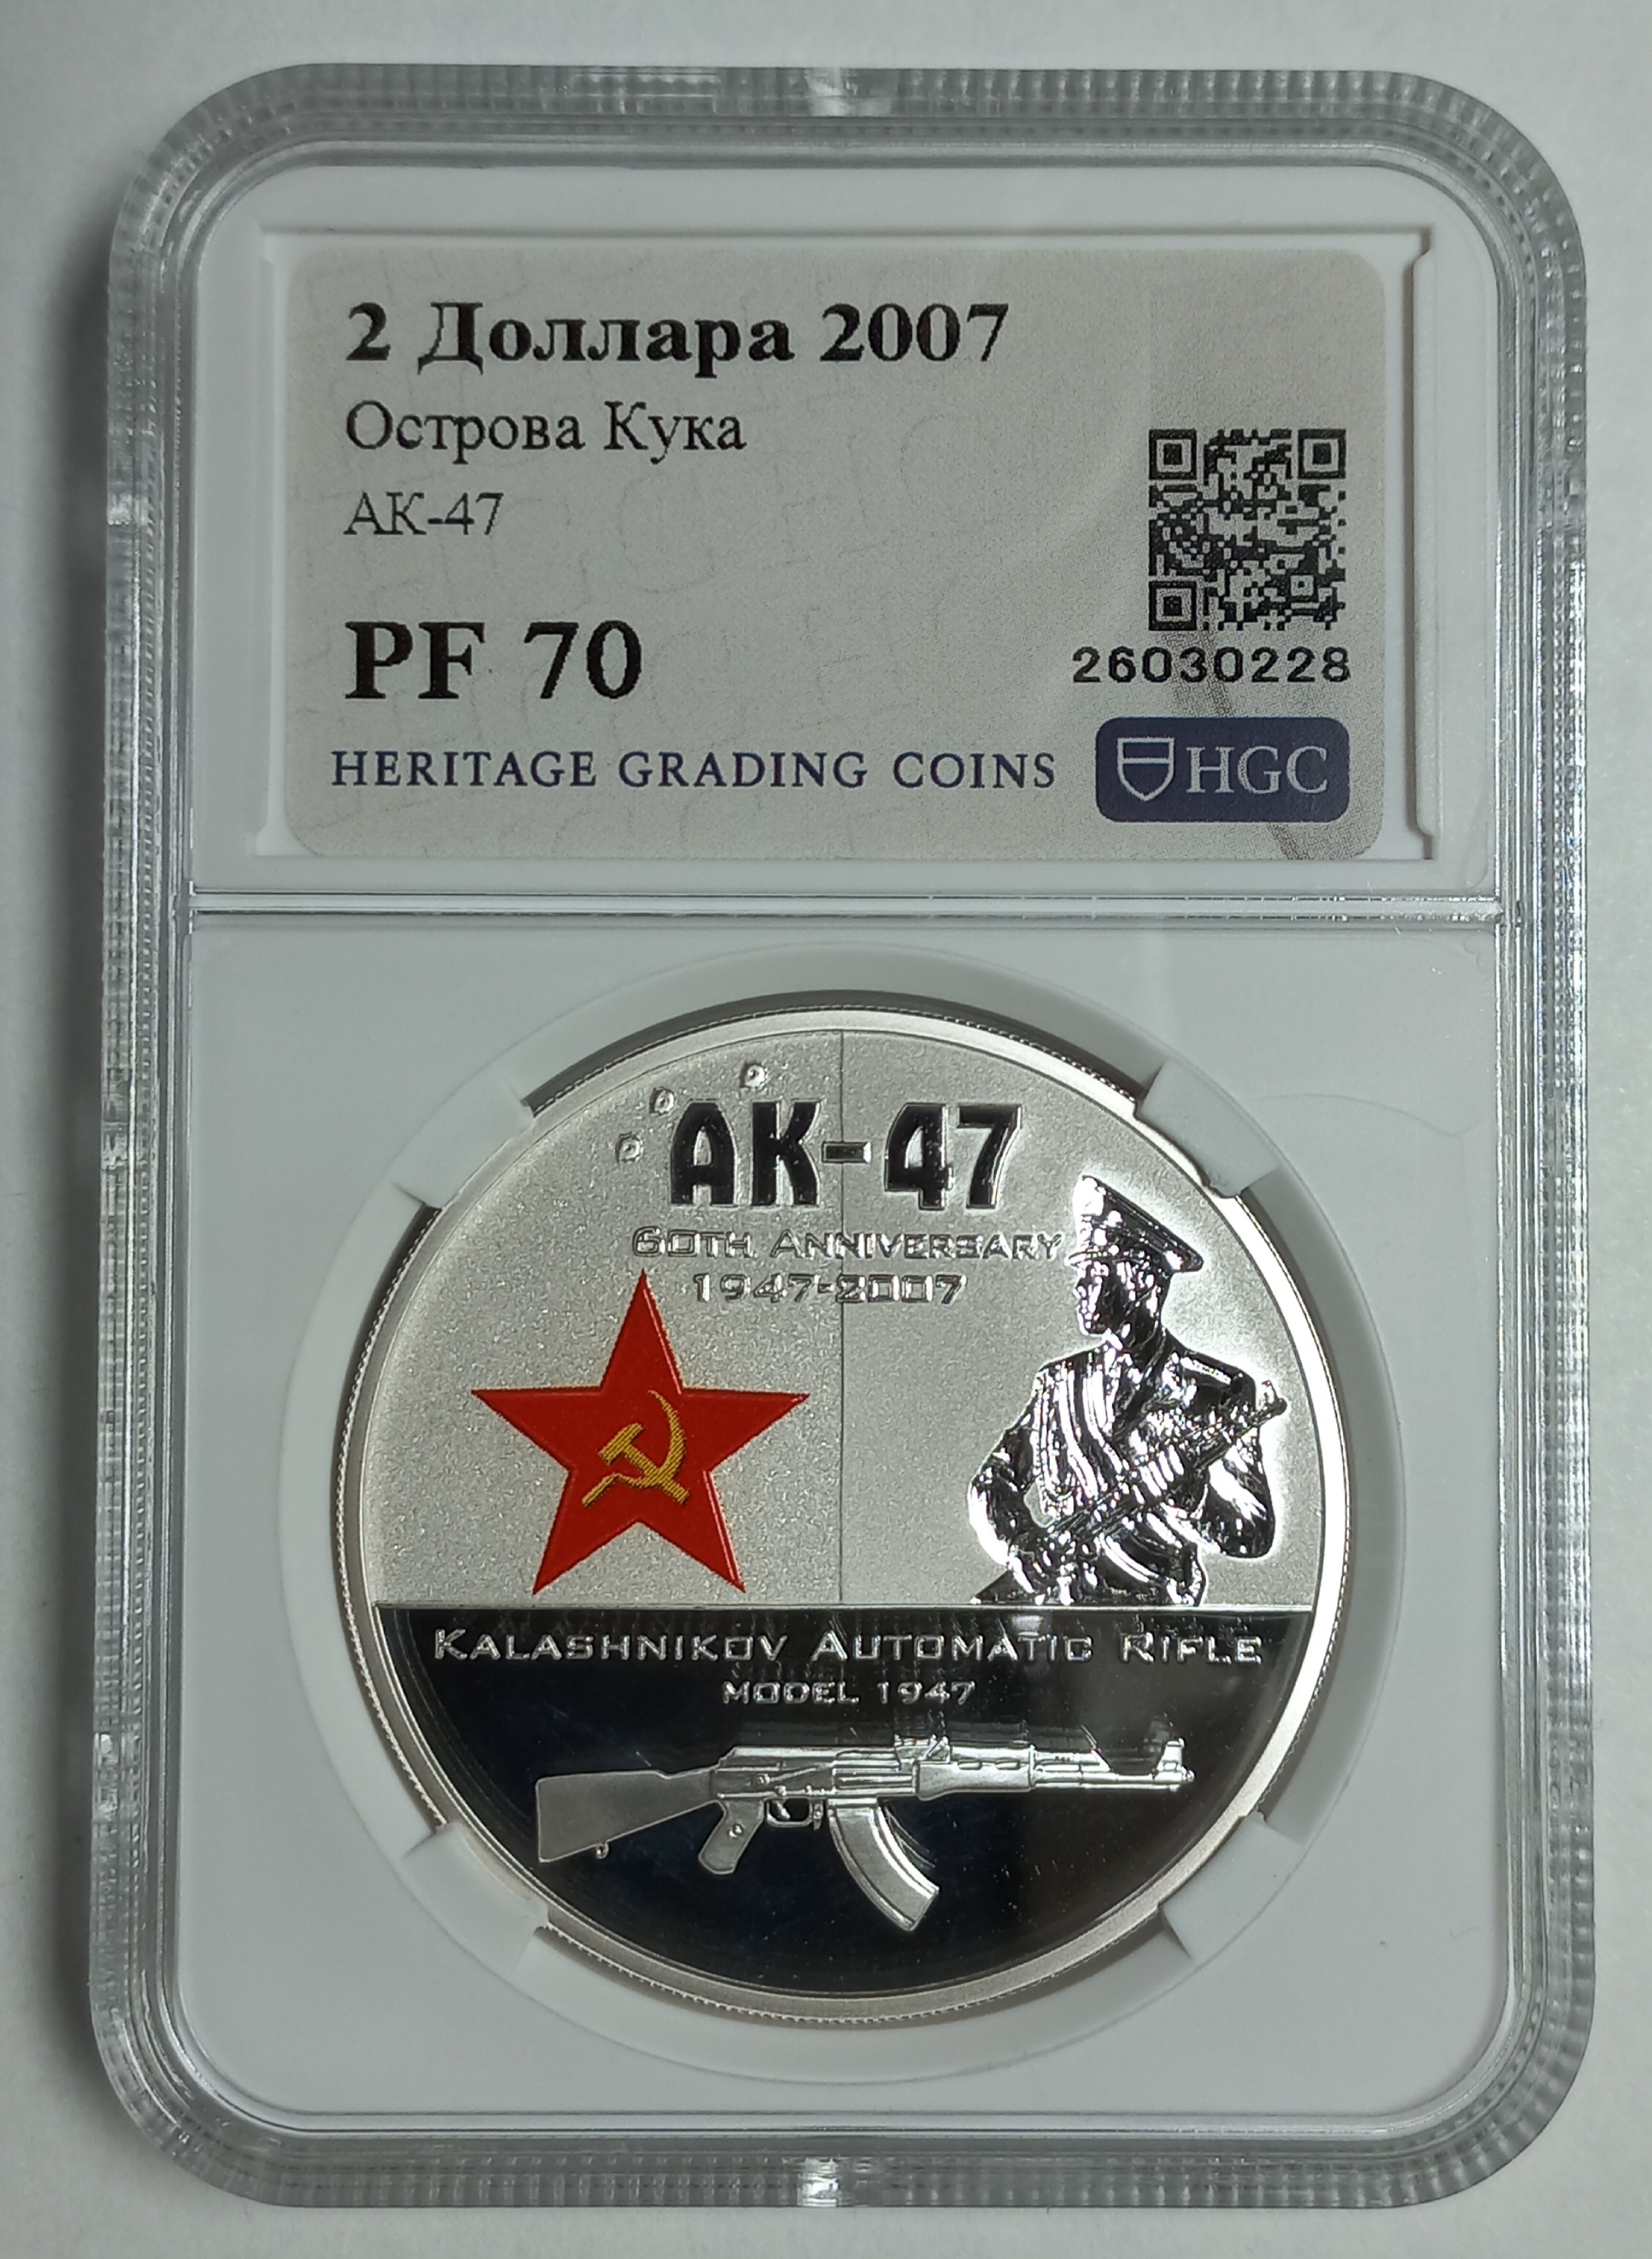 2 Доллара 2007
Острова Кука
АК-47
PF 70
26030228
HERITAGE GRADING COINS
HGC
AK-47
60TH ANNIVERSARY
1947-2007
KALASHNIKOV AUTOMATIC RIFLE
MODEL 1947